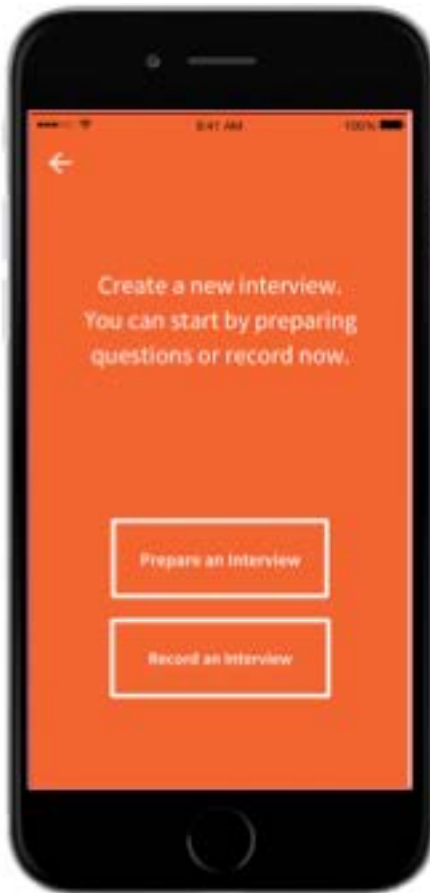 9:41 AM
100%
Create a new interview.
You can start by preparing
questions or record now.
Prepare an Interview
Record an Interview